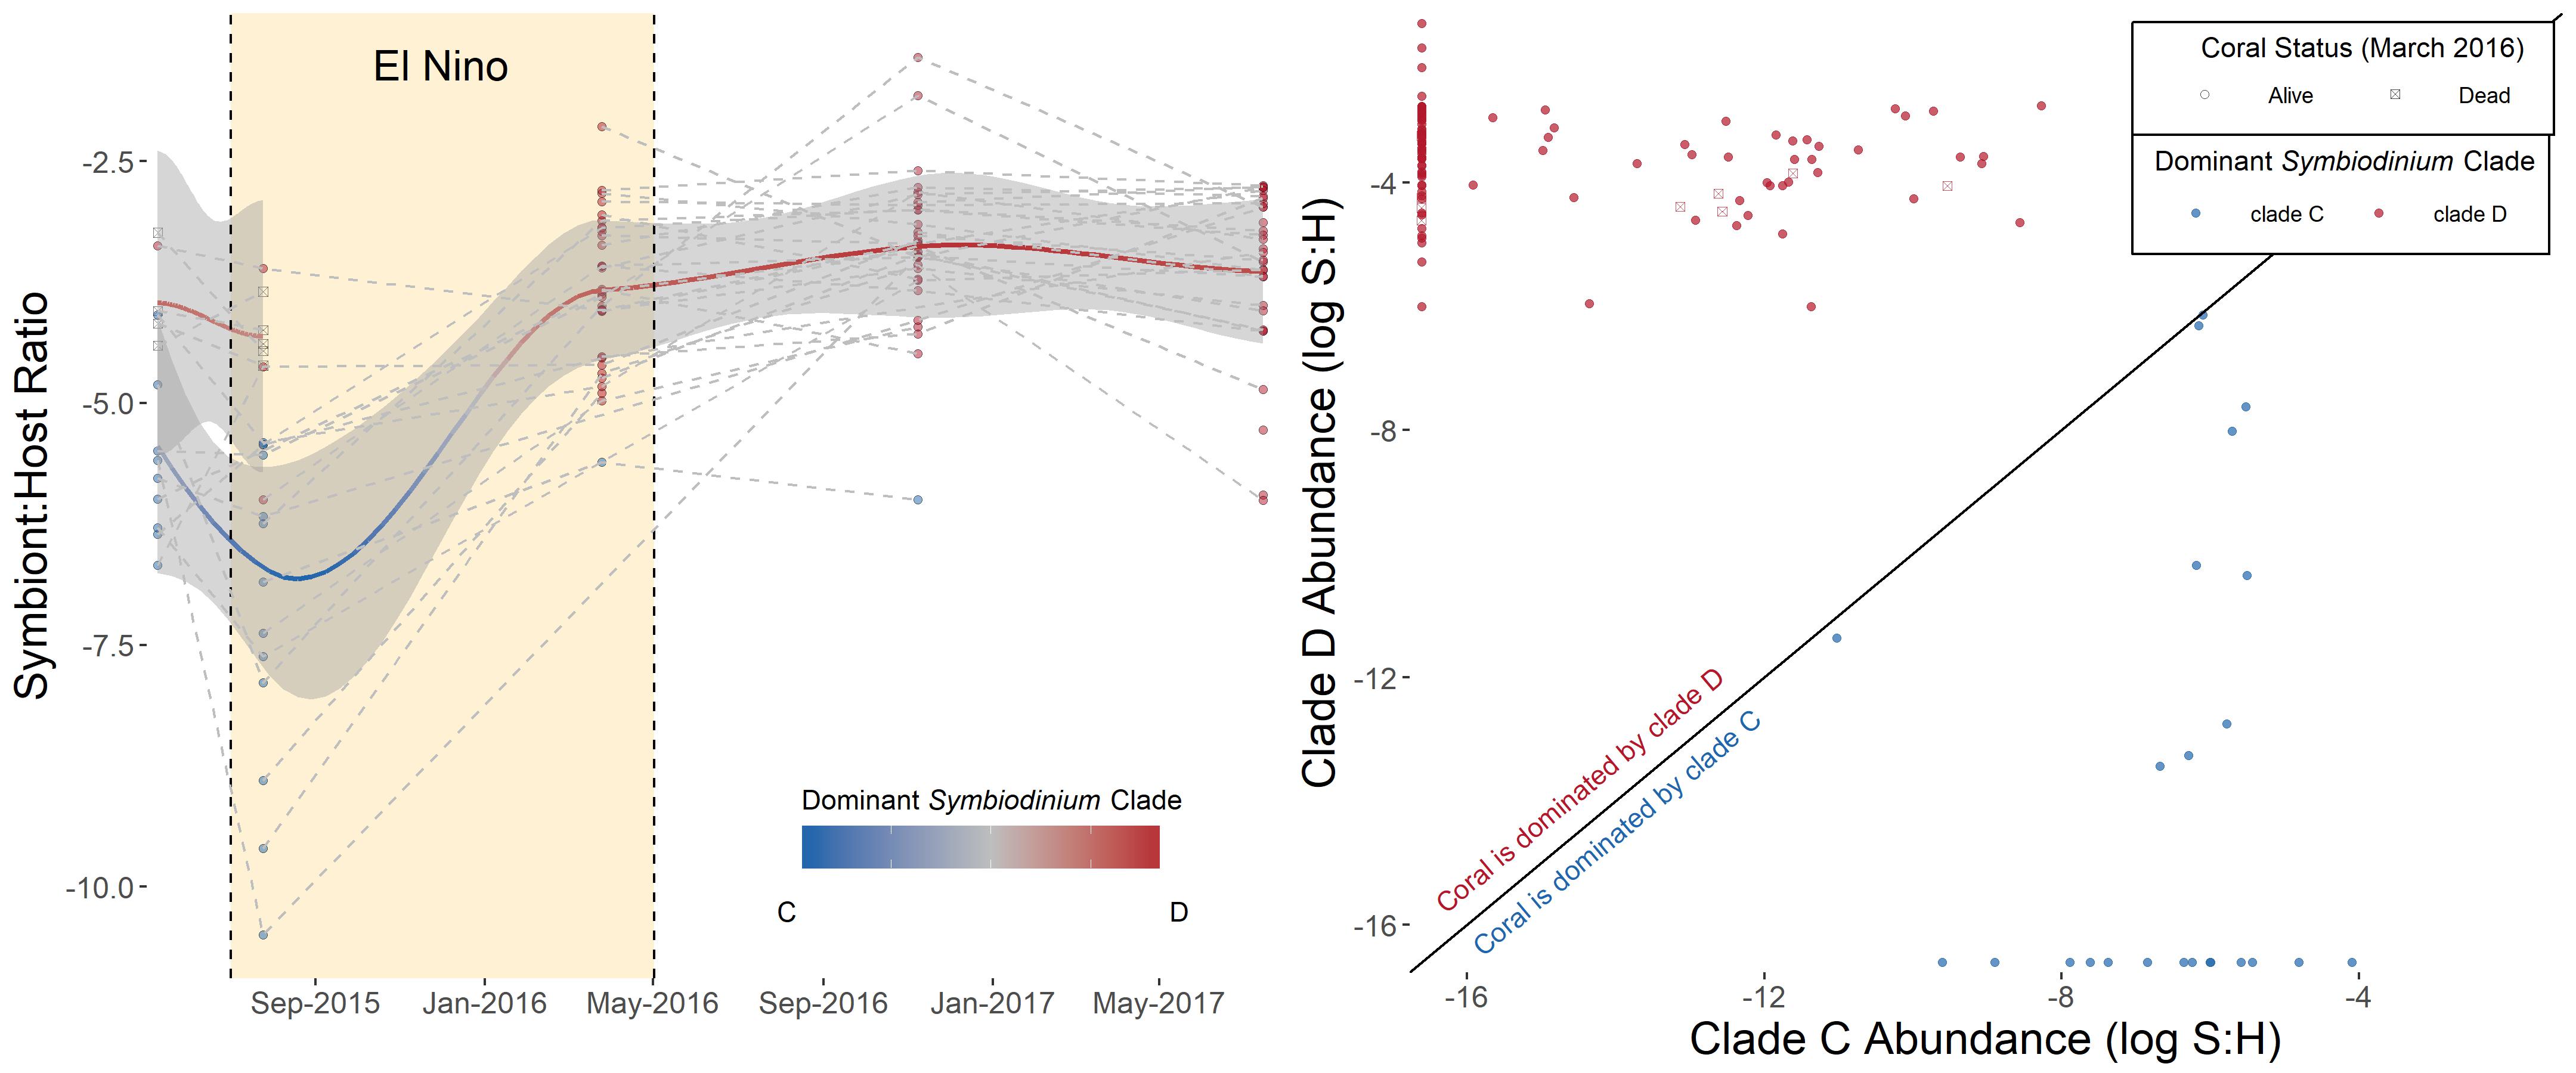 El Nino
Symbiont:Host Ratio
-2.5
-5.0
-7.5
-10.0
Sep-2015
Jan-2016
May-2016
Sep-2016
Jan-2017
May-2017
Dominant Symbiodinium Clade
C
D
Coral Status (March 2016)
Alive
Dead
Dominant Symbiodinium Clade
clade C
clade D
Clade D Abundance (log S:H)
-4
-8
-12
-16
Coral is dominated by clade D
Coral is dominated by clade C
-16
-12
-8
-4
Clade C Abundance (log S:H)